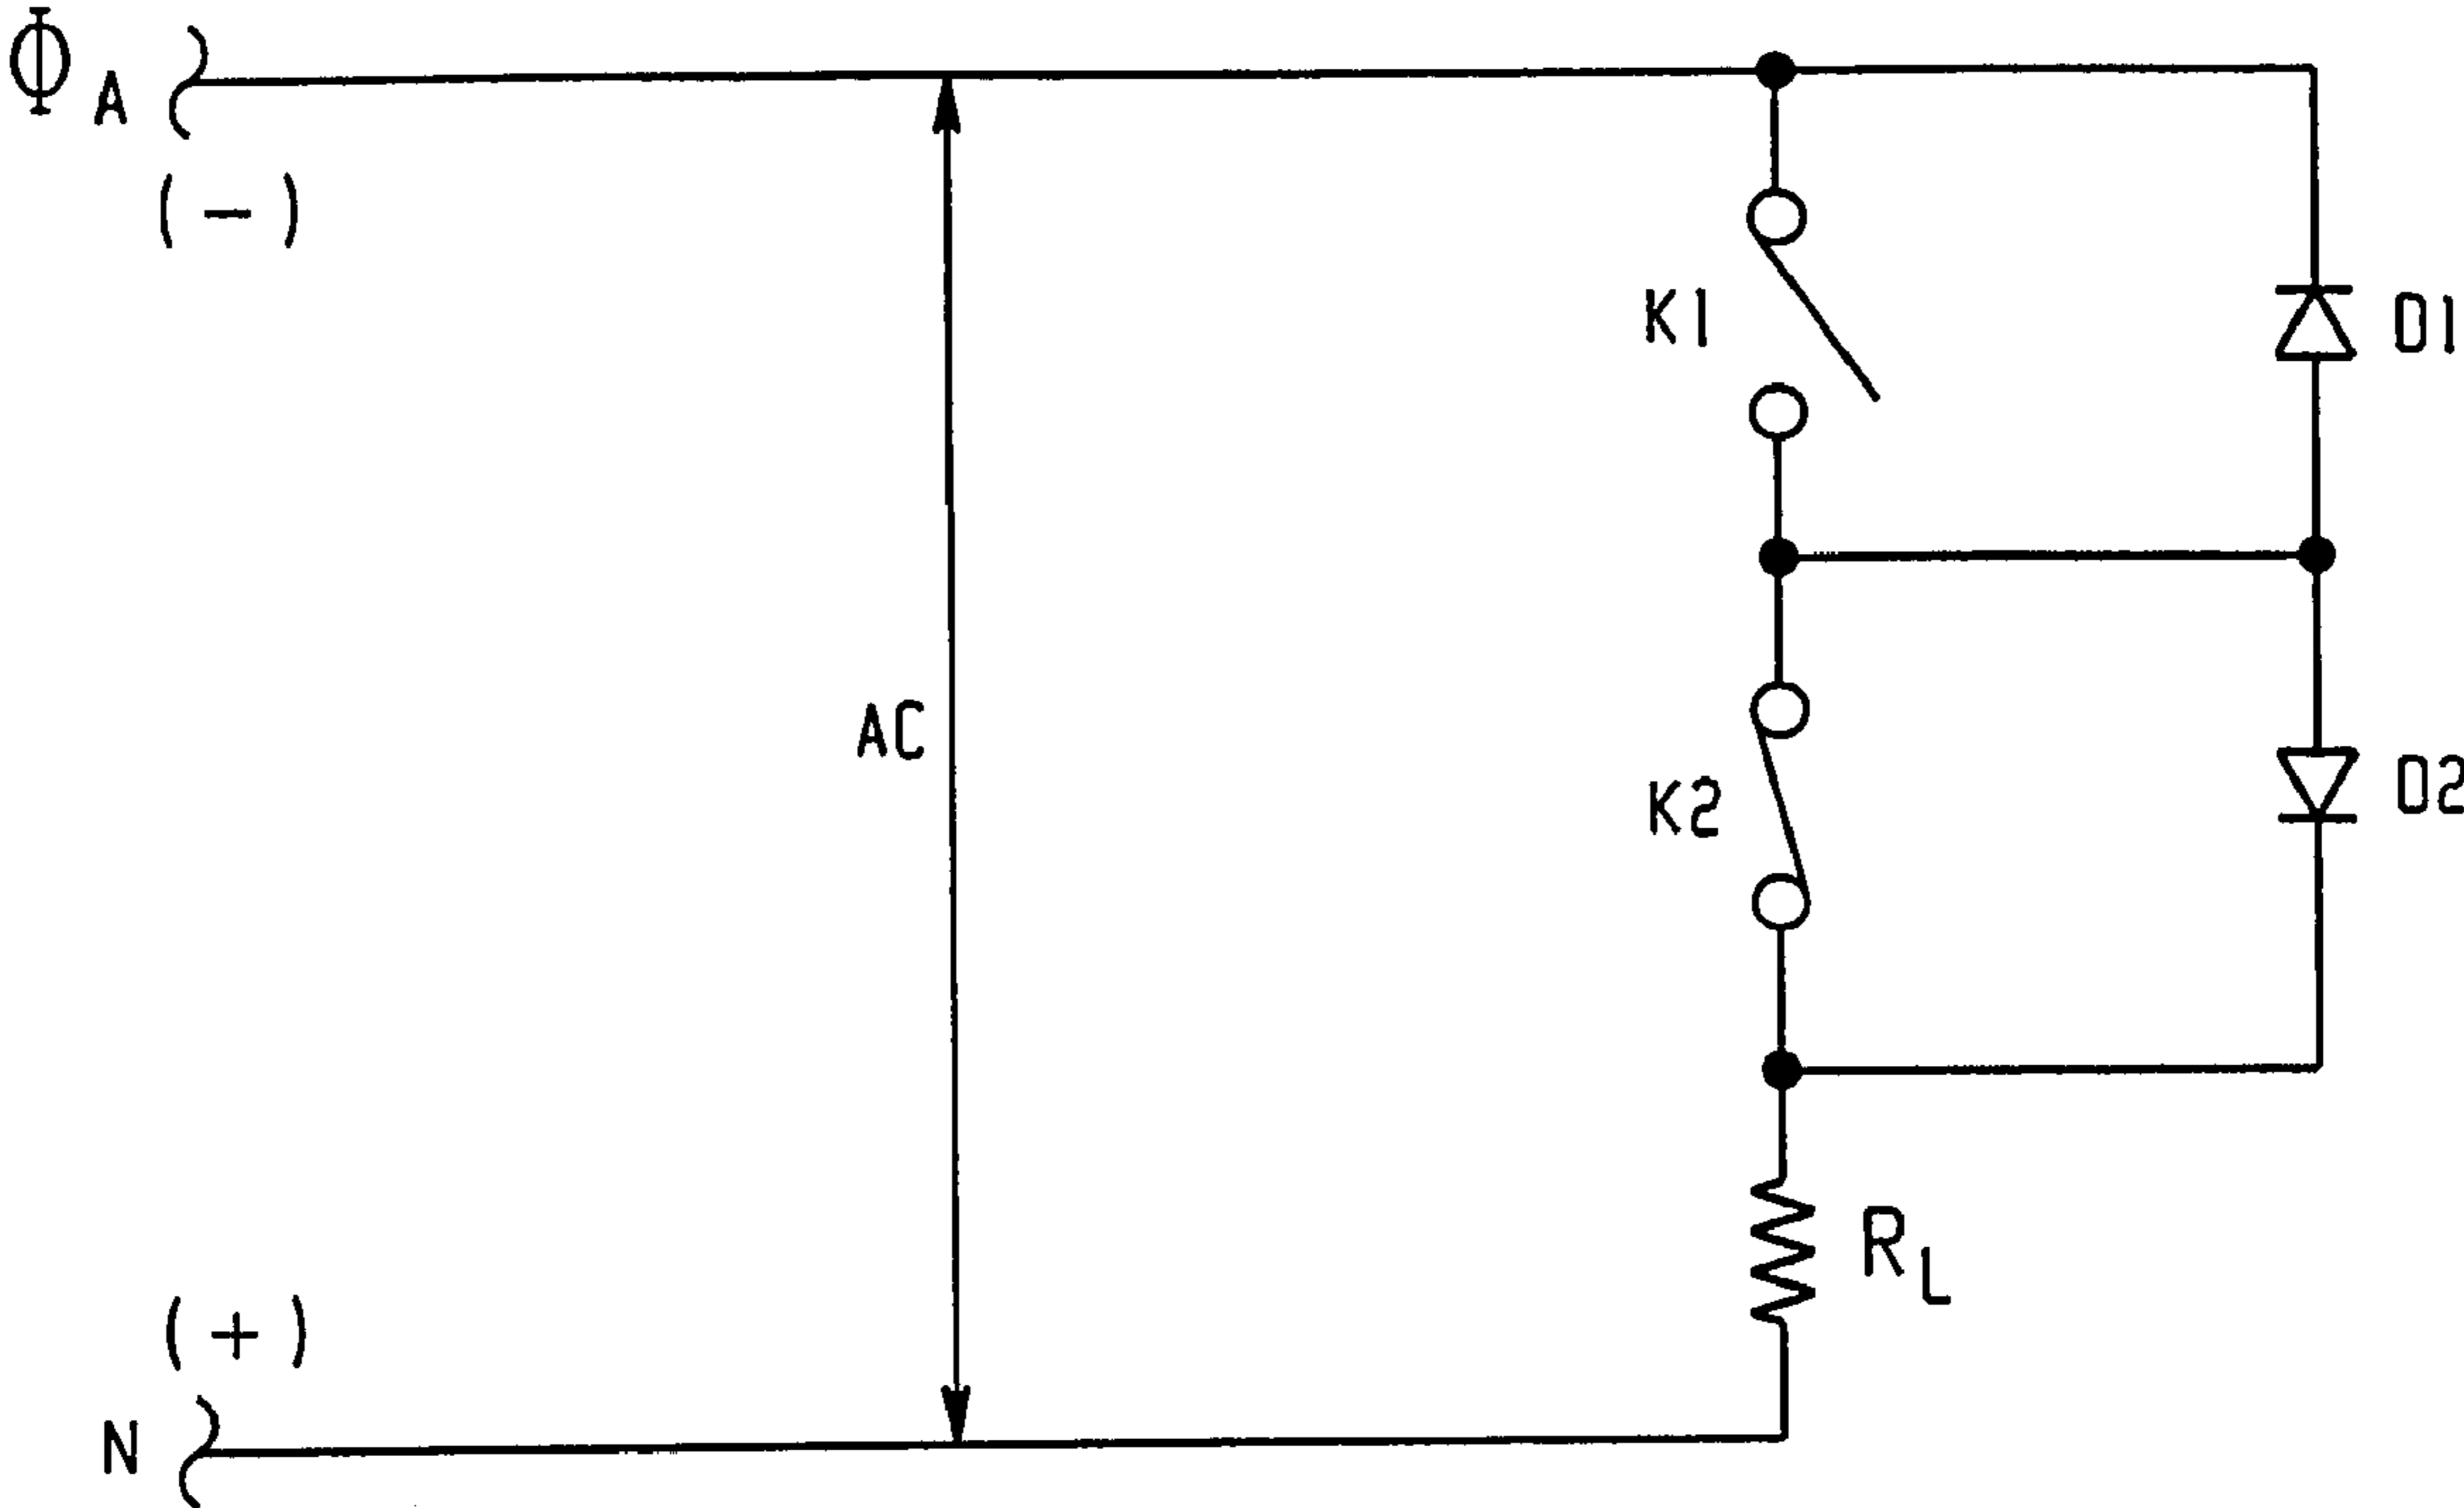 Φ A
( - )
K1
D1
AC
K2
D2
R L
( + )
N